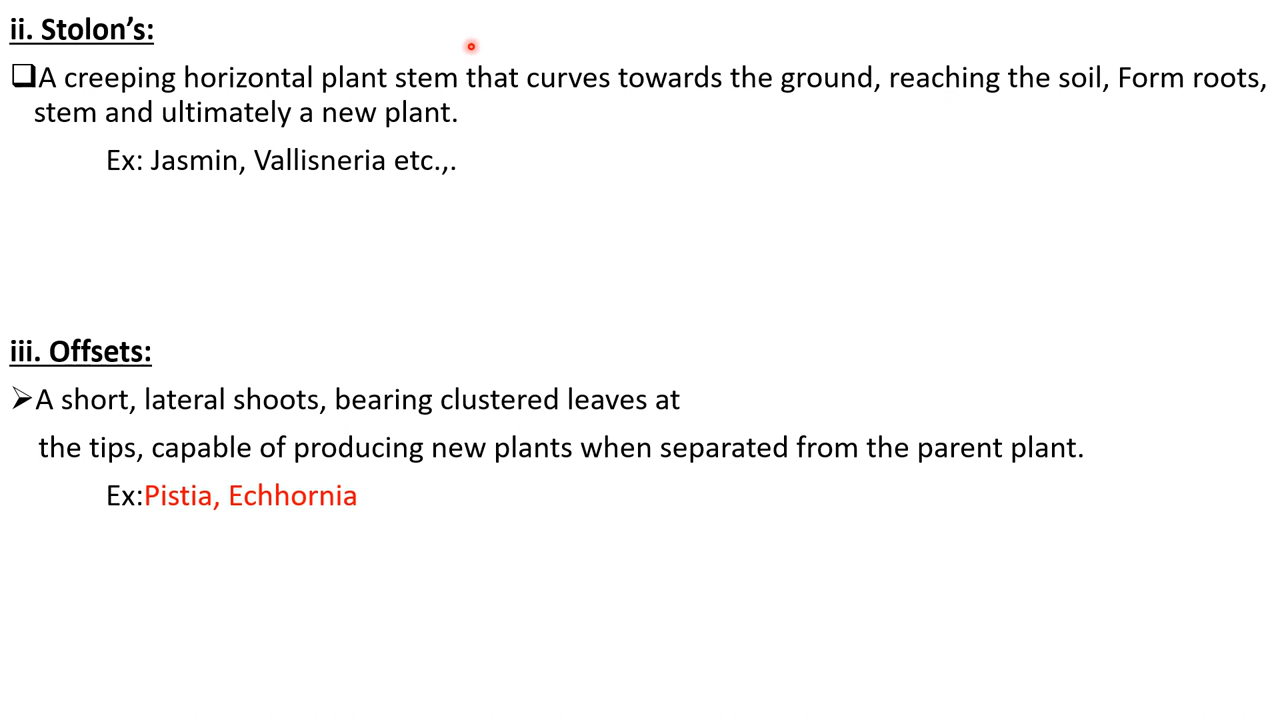 ii. Stolon’s:
A creeping horizontal plant stem that curves towards the ground, reaching the soil, Form roots,
stem and ultimately a new plant.
Ex: Jasmin, Vallisneria etc.,.
iii. Offsets:
A short, lateral shoots, bearing clustered leaves at
the tips, capable of producing new plants when separated from the parent plant.
Ex:Pistia, Echhornia